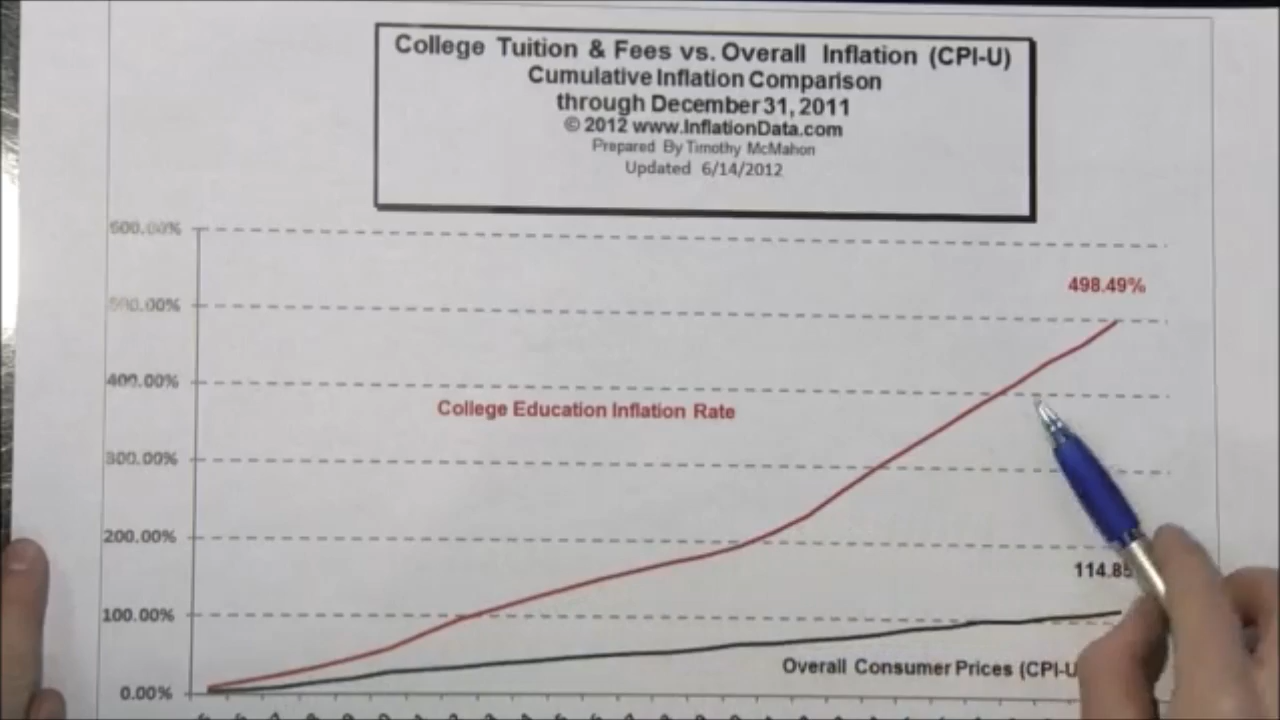 College Tuition & Fees vs. Overall Inflation (CPI-U)
Cumulative Inflation Comparison
through December 31, 2011
© 2012 www.InflationData.com
Prepared By Timothy McMahon
Updated 6/14/2012
600.00%
498.49%
500.00%
400.00%
College Education Inflation Rate
300.00%
200.00%
114.85
100.00%
Overall Consumer Prices (CPI-U
0.00%